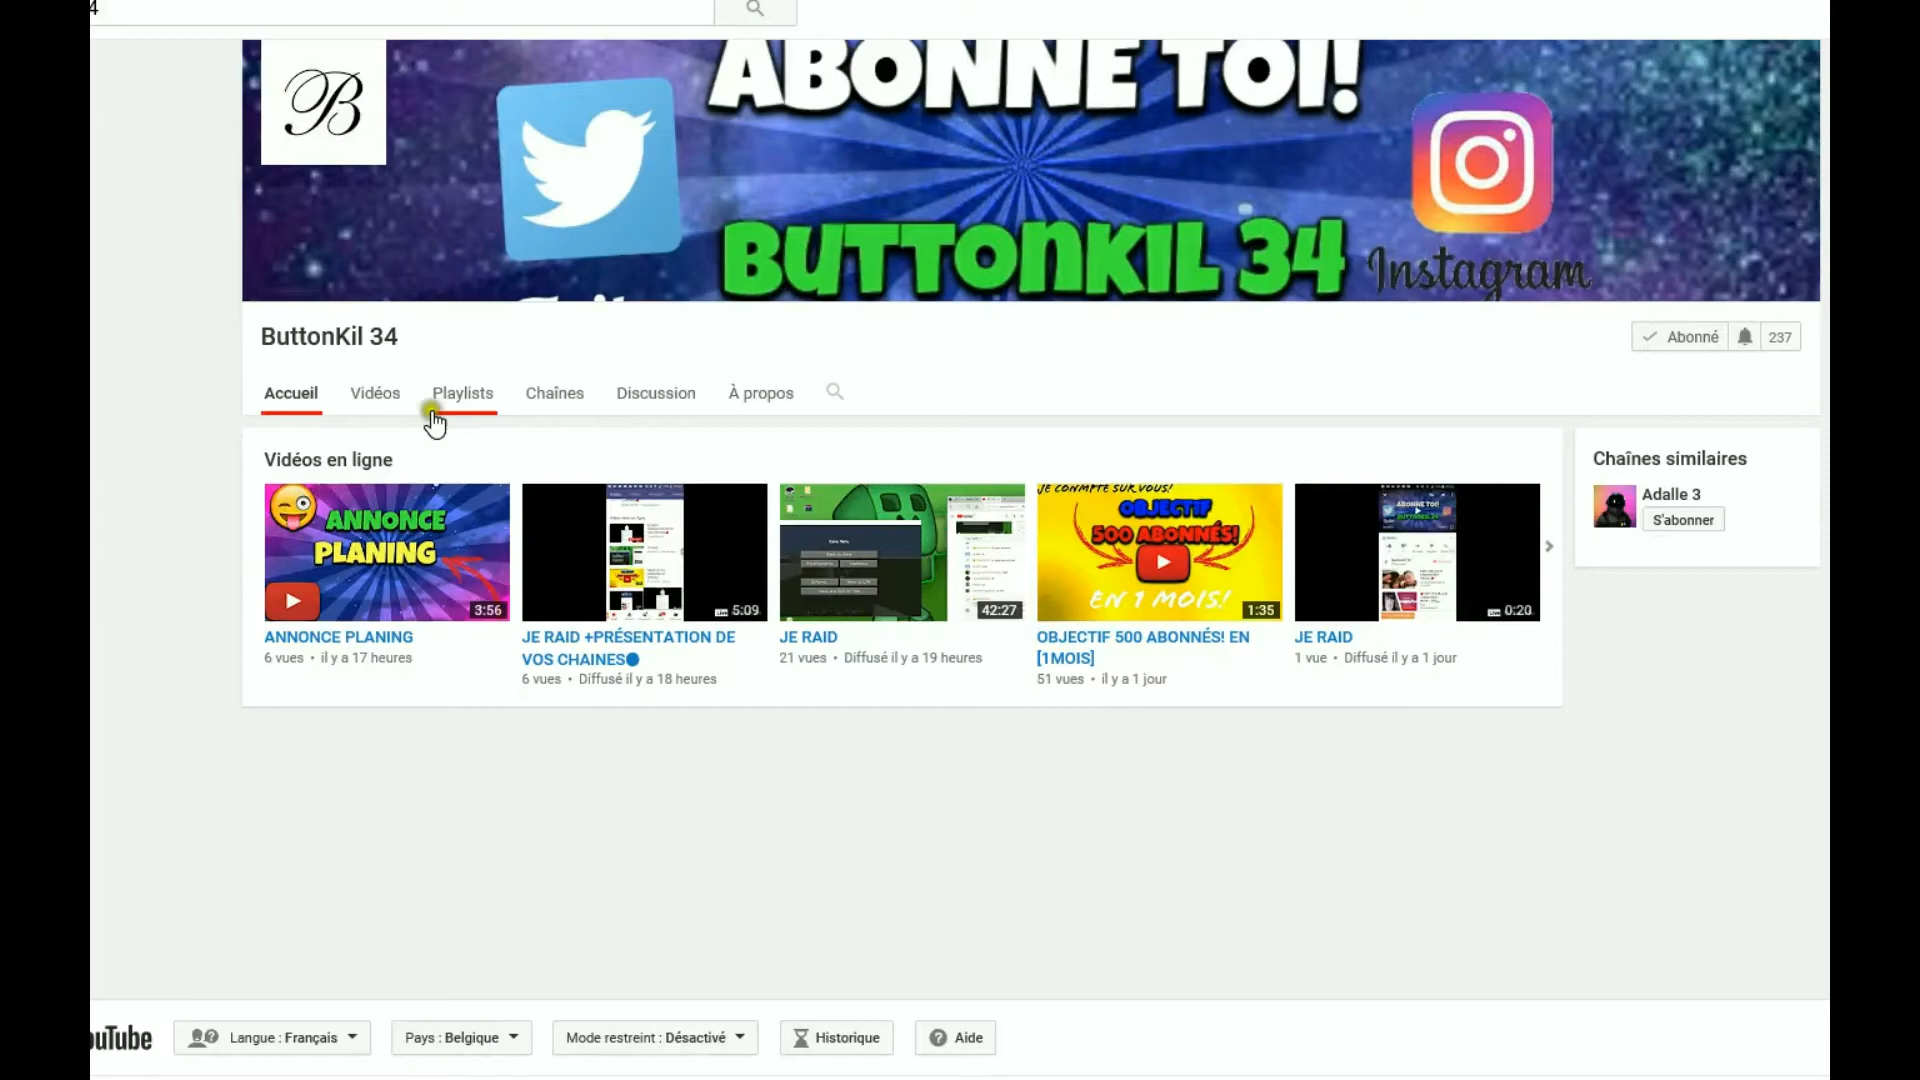 4
ABONNE TOI!
B
BUTTONKIL 34
Instagram
ButtonKil 34
Abonné 237
Accueil Vidéos Playlists Chaînes Discussion À propos
Vidéos en ligne
Chaînes similaires
Adalle 3
S'abonner
ANNONCE
PLANING
3:56
5:09
42:27
JE CONMPTE SUR VOUS!
OBJECTIF
500 ABONNÉS!
EN 1 MOIS!
1:35
0:20
ANNONCE PLANING
6 vues • il y a 17 heures
JE RAID +PRÉSENTATION DE
VOS CHAINES
6 vues • Diffusé il y a 18 heures
JE RAID
21 vues • Diffusé il y a 19 heures
OBJECTIF 500 ABONNÉS! EN
[1MOIS]
51 vues • il y a 1 jour
JE RAID
1 vue • Diffusé il y a 1 jour
ouTube Langue : Français Pays : Belgique Mode restreint : Désactivé Historique Aide